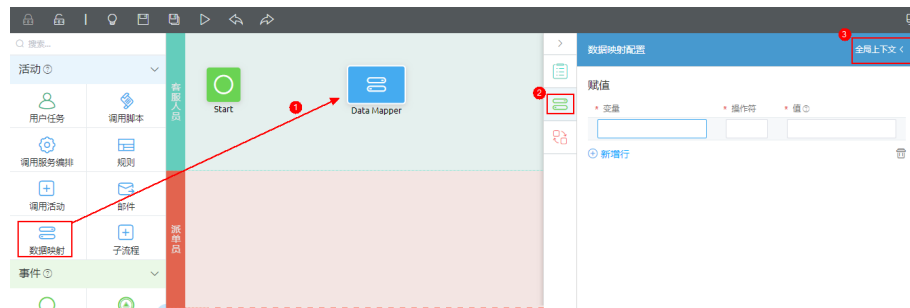 搜索...
活动
用户任务
调用脚本
调用服务编排
规则
调用活动
邮件
数据映射
子流程
事件
客服人员
派单员
Start
1
Data Mapper
2
数据映射配置
3
全局上下文
赋值
* 变量
* 操作符
* 值
新增行